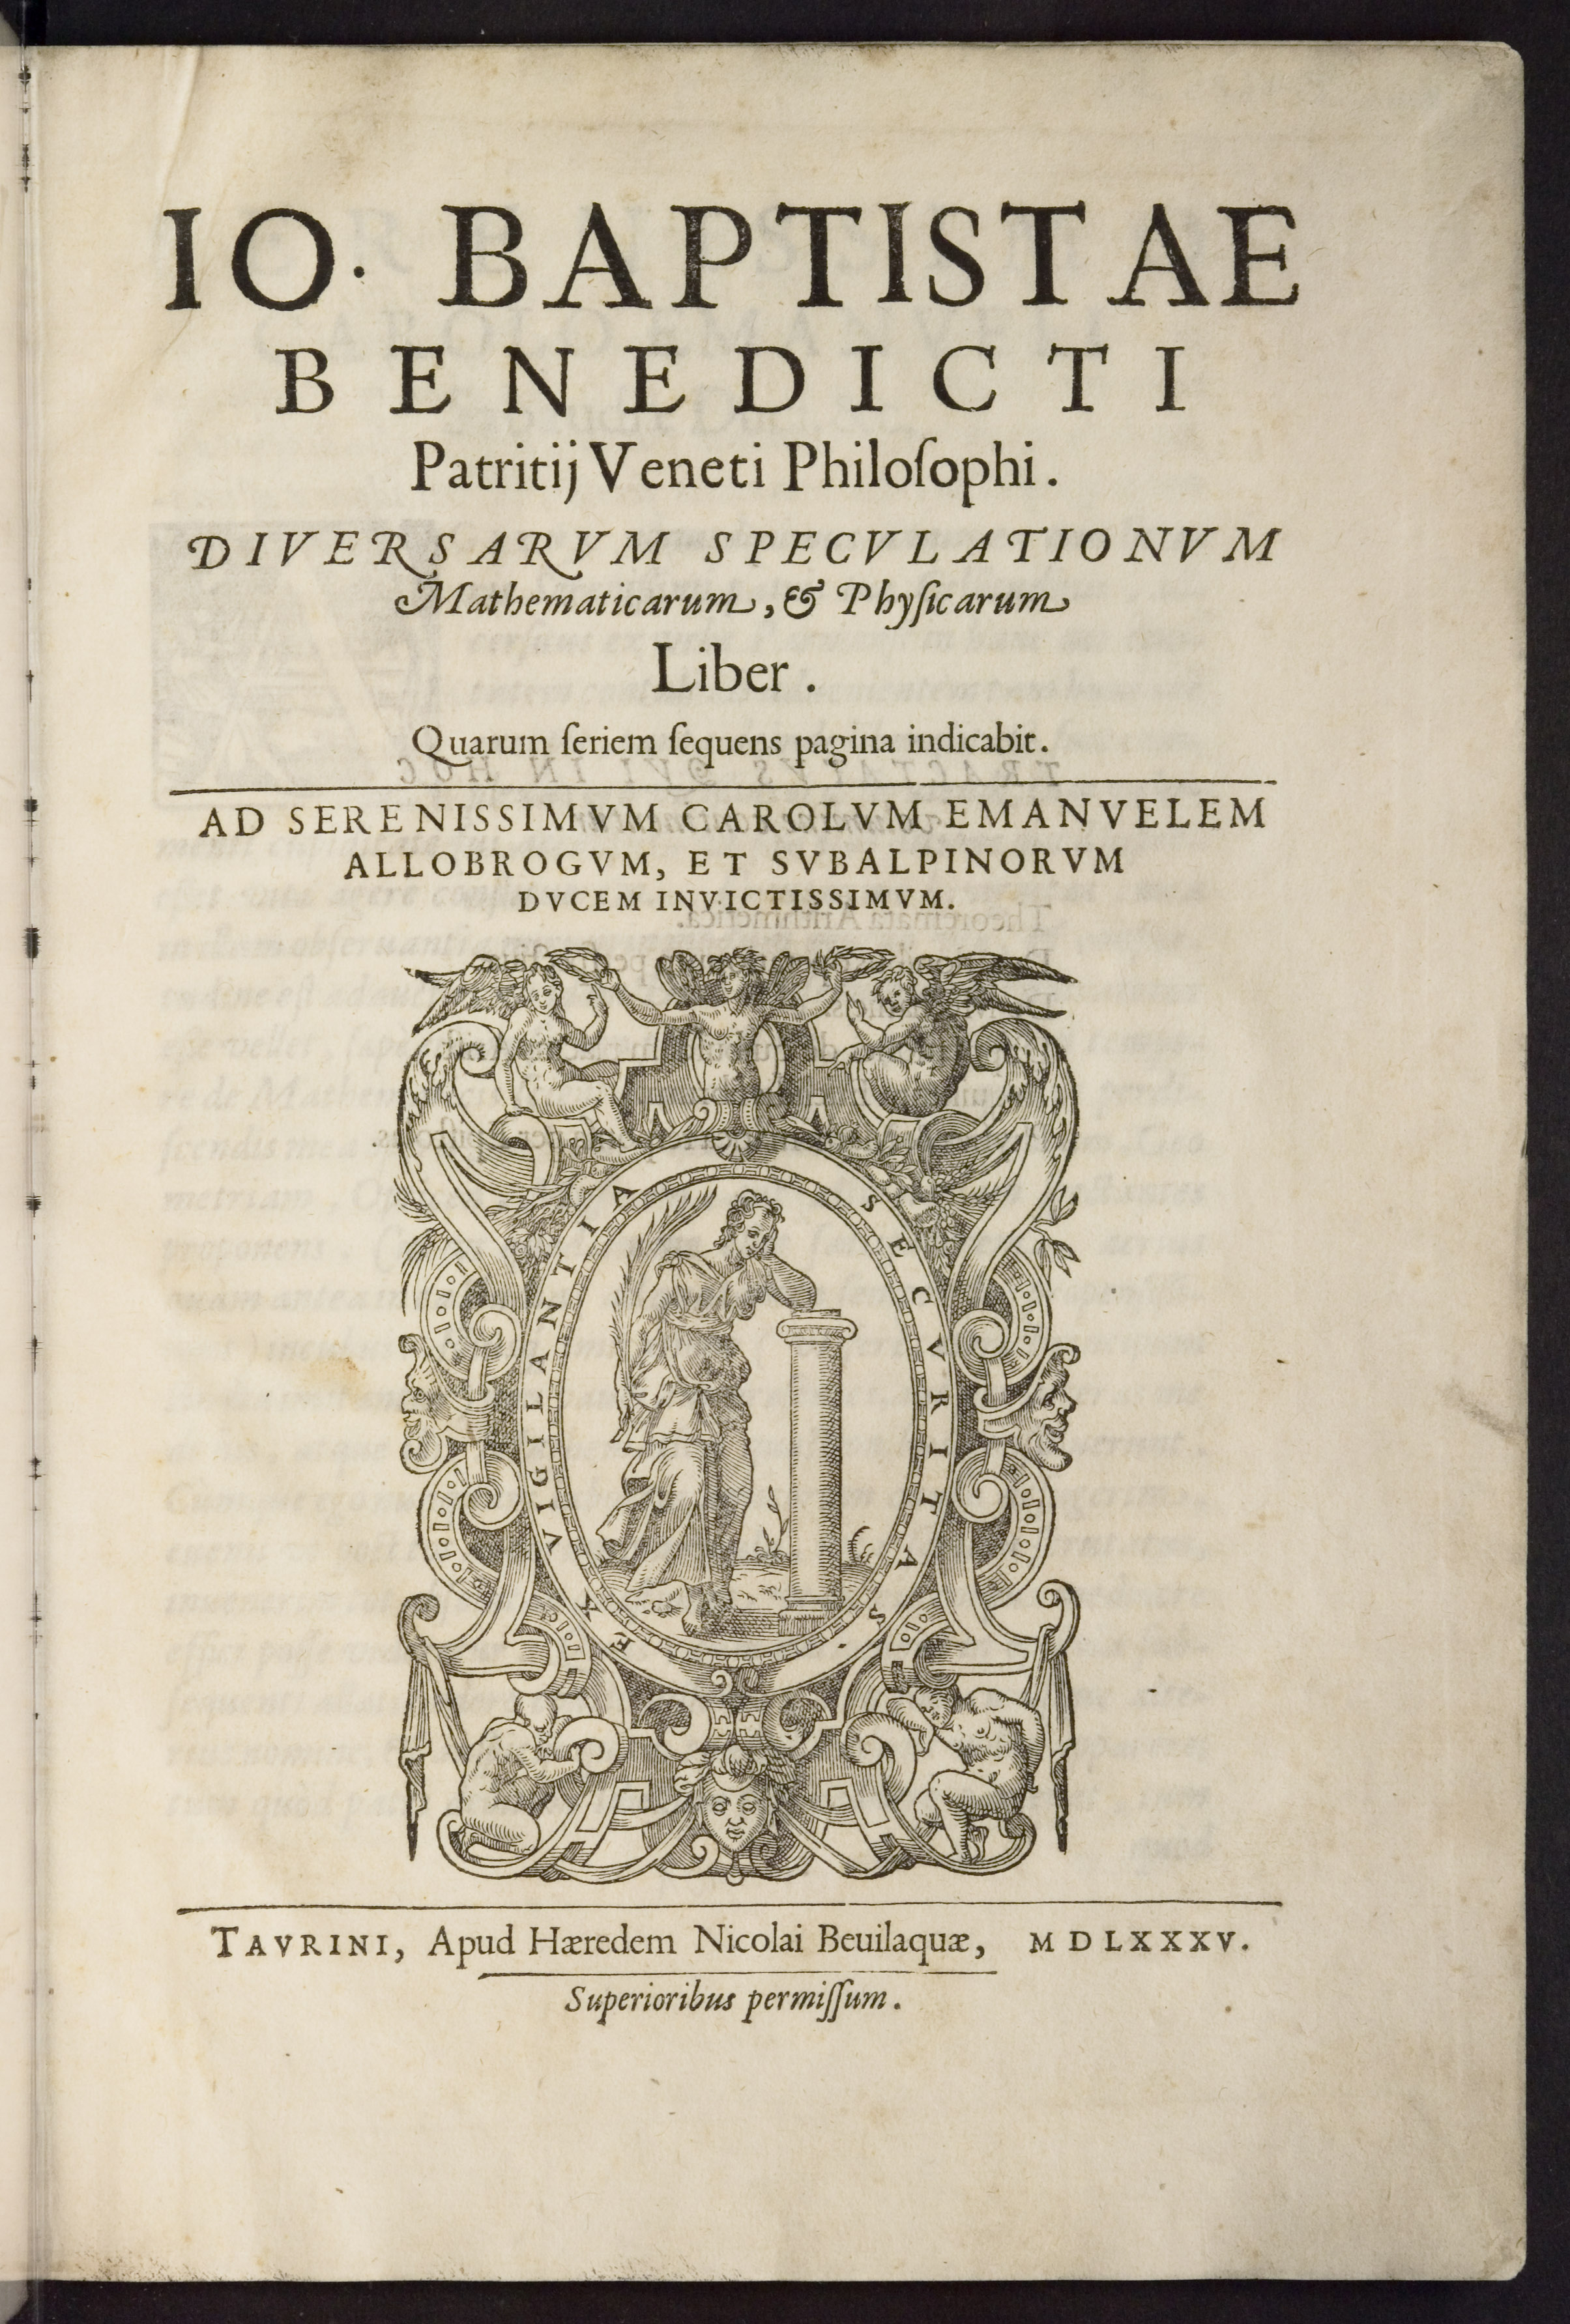 IO. BAPTISTAE
BENEDICTI
Patritij Veneti Philoſophi.
DIVERSARVM SPECVLATIONVM
Mathematicarum, & Phyſicarum
Liber.
Quarum ſeriem ſequens pagina indicabit.
AD SERENISSIMVM CAROLVM EMANVELEM
ALLOBROGVM, ET SVBALPINORVM
DVCEM INVICTISSIMVM.
EX VIGILANTIA SECVRITAS.
TAVRINI, Apud Hæredem Nicolai Beuilaquæ, MDLXXXV.
Superioribus permiſſum.